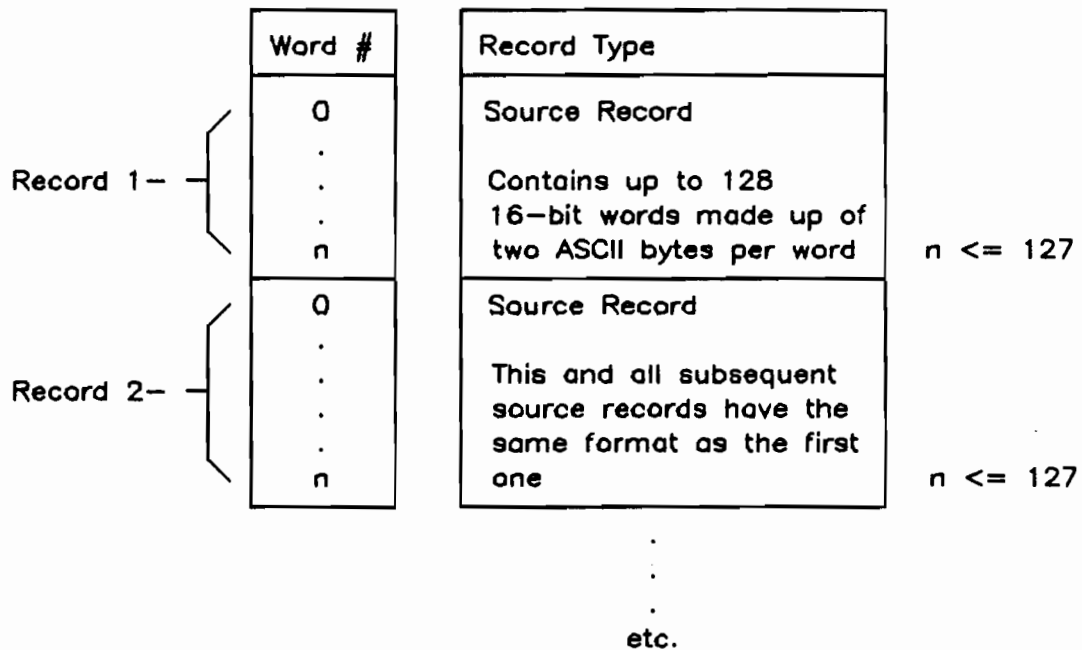 Word #
Record Type
Record 1-
0
.
.
.
n
Source Record
Contains up to 128
16-bit words made up of
two ASCII bytes per word
n <= 127
Record 2-
0
.
.
.
.
n
Source Record
This and all subsequent
source records have the
same format as the first
one
n <= 127
.
.
.
etc.